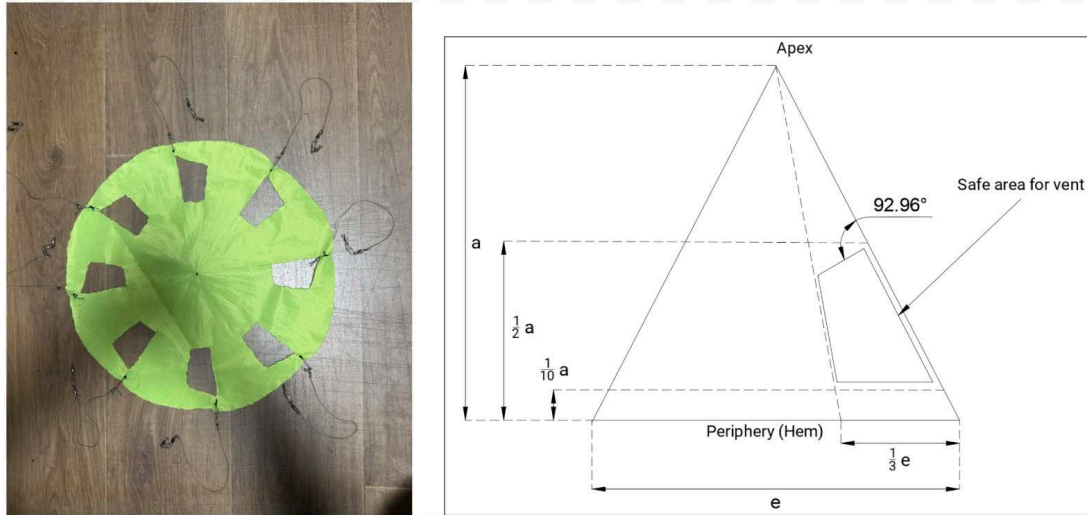 Apex
Safe area for vent
92.96°
a
1/2 a
1/10 a
Periphery (Hem)
1/3 e
e